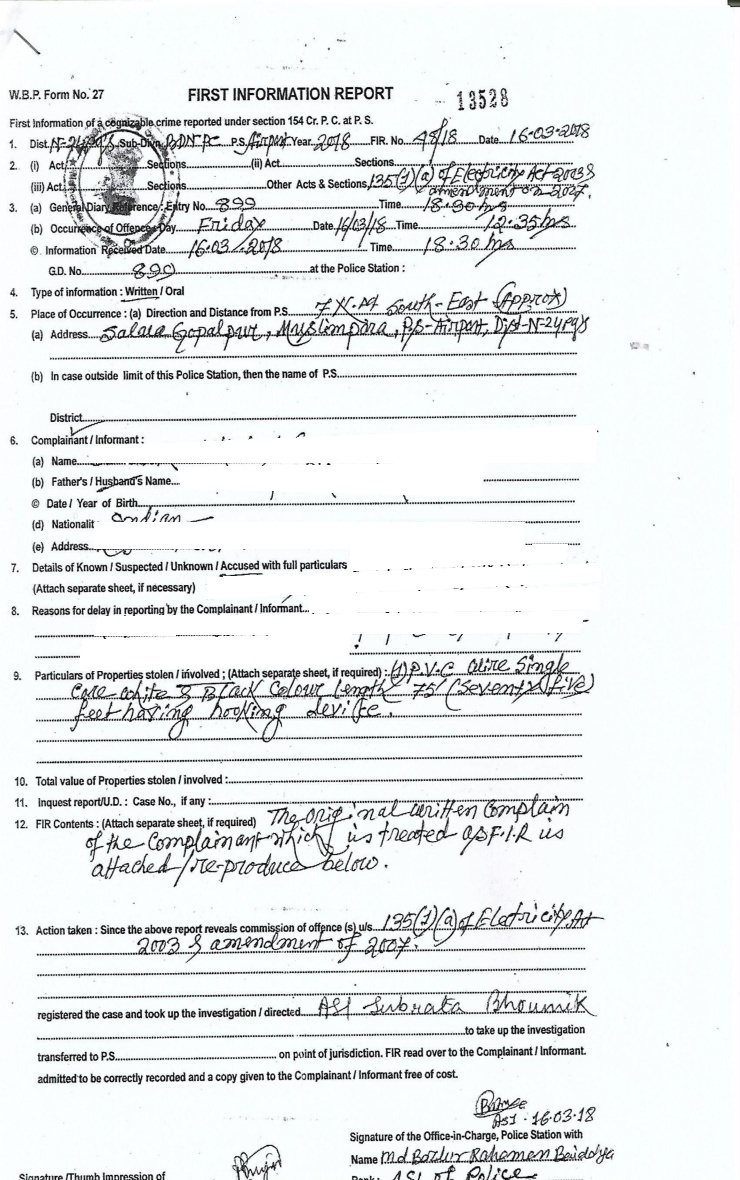 W.B.P. Form No. 27 FIRST INFORMATION REPORT 13528
First Information of a cognizable crime reported under section 154 Cr. P. C. at P. S.
1. Dist. N-24Pgs Sub-Divn. BDN P.S. Airport Year 2018 FIR. No. 48/18 Date 16-03-2018
2. (i) Act Sections (ii) Act Sections
(iii) Act Sections Other Acts & Sections 135(1)(a) of Electricity Act 2003 &
amendment on 2007.
3. (a) General Diary Reference: Entry No. 899 Time 18:30 hrs
(b) Occurrence of Offence: Day Friday Date 16/03/18 Time 12:35 hrs
© Information Received Date 16.03/2018 Time 18:30 hrs
G.D. No. 890 at the Police Station :
4. Type of information : Written / Oral
5. Place of Occurrence : (a) Direction and Distance from P.S. 7 South-East (Approx)
(a) Address Salua Gopalpur, Muslimpara, P/S-Airport, Dist-N-24 Pgs
(b) In case outside limit of this Police Station, then the name of P.S.
District
6. Complainant / Informant :
(a) Name
(b) Father's / Husband's Name
© Date / Year of Birth
(d) Nationalit Indian
(e) Address
7. Details of Known / Suspected / Unknown / Accused with full particulars
(Attach separate sheet, if necessary)
8. Reasons for delay in reporting by the Complainant / Informant
9. Particulars of Properties stolen / involved ; (Attach separate sheet, if required) : (1) P.V.C wire Single
core white & Black Colour length 75 (Seventy five)
feet having hooking device.
10. Total value of Properties stolen / involved :
11. Inquest report/U.D. : Case No., if any :
12. FIR Contents : (Attach separate sheet, if required) The original written Complain
of the Complainant which is treated as F.I.R is
attached/re-produce below.
13. Action taken : Since the above report reveals commission of offence (s) u/s 135(1)(a) of Electricity Act
2003 & amendment of 2007.
registered the case and took up the investigation / directed ASI Subrata Bhoumik
to take up the investigation
transferred to P.S. on point of jurisdiction. FIR read over to the Complainant / Informant.
admitted to be correctly recorded and a copy given to the Complainant / Informant free of cost.
ASI - 16-03-18
Signature of the Office-in-Charge, Police Station with
Name Md Bazlur Rahaman Baiddya
Signature /Thumb Impression of
Rank : ASI of Police